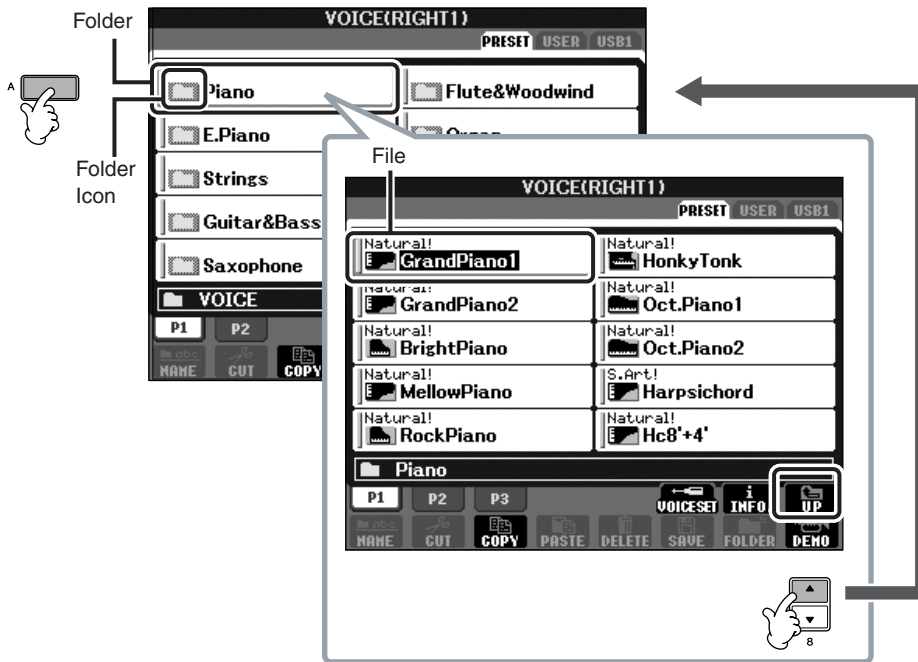 Folder
VOICE(RIGHT1)
PRESET USER USB1
A
Piano
Flute&Woodwind
E.Piano
Organ
Folder
Icon
Strings
Guitar&Bass
Saxophone
VOICE
P1 P2
NAME CUT COPY
File
VOICE(RIGHT1)
PRESET USER USB1
Natural!
GrandPiano1
Natural!
HonkyTonk
Natural!
GrandPiano2
Natural!
Oct.Piano1
Natural!
BrightPiano
Natural!
Oct.Piano2
Natural!
MellowPiano
S.Art!
Harpsichord
Natural!
RockPiano
Natural!
Hc8'+4'
Piano
P1 P2 P3 VOICESET INFO. UP
NAME CUT COPY PASTE DELETE SAVE FOLDER DEMO
8